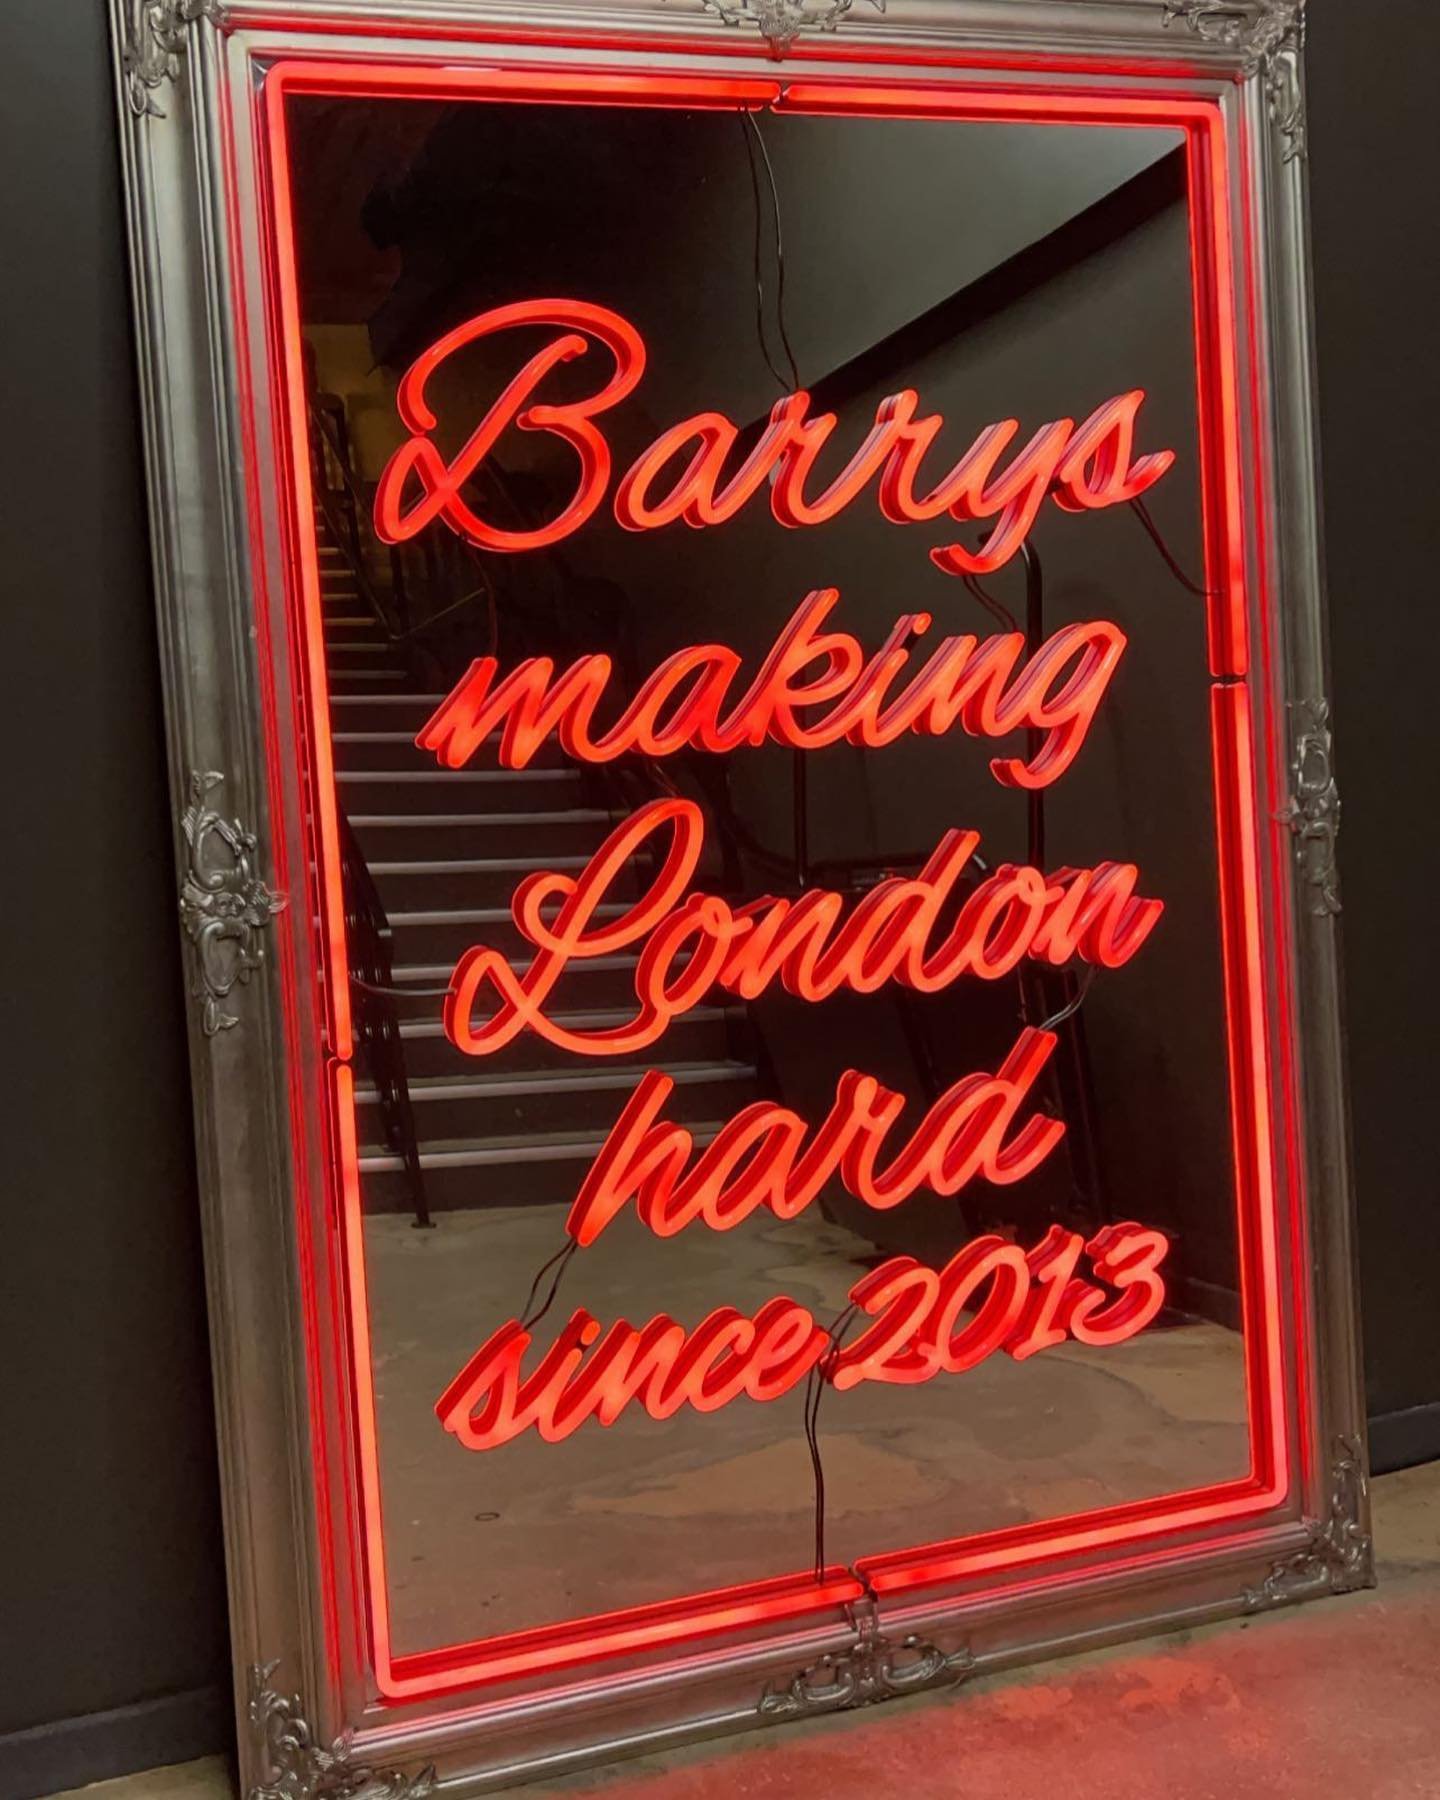 Barrys
making
London
hard
since 2013